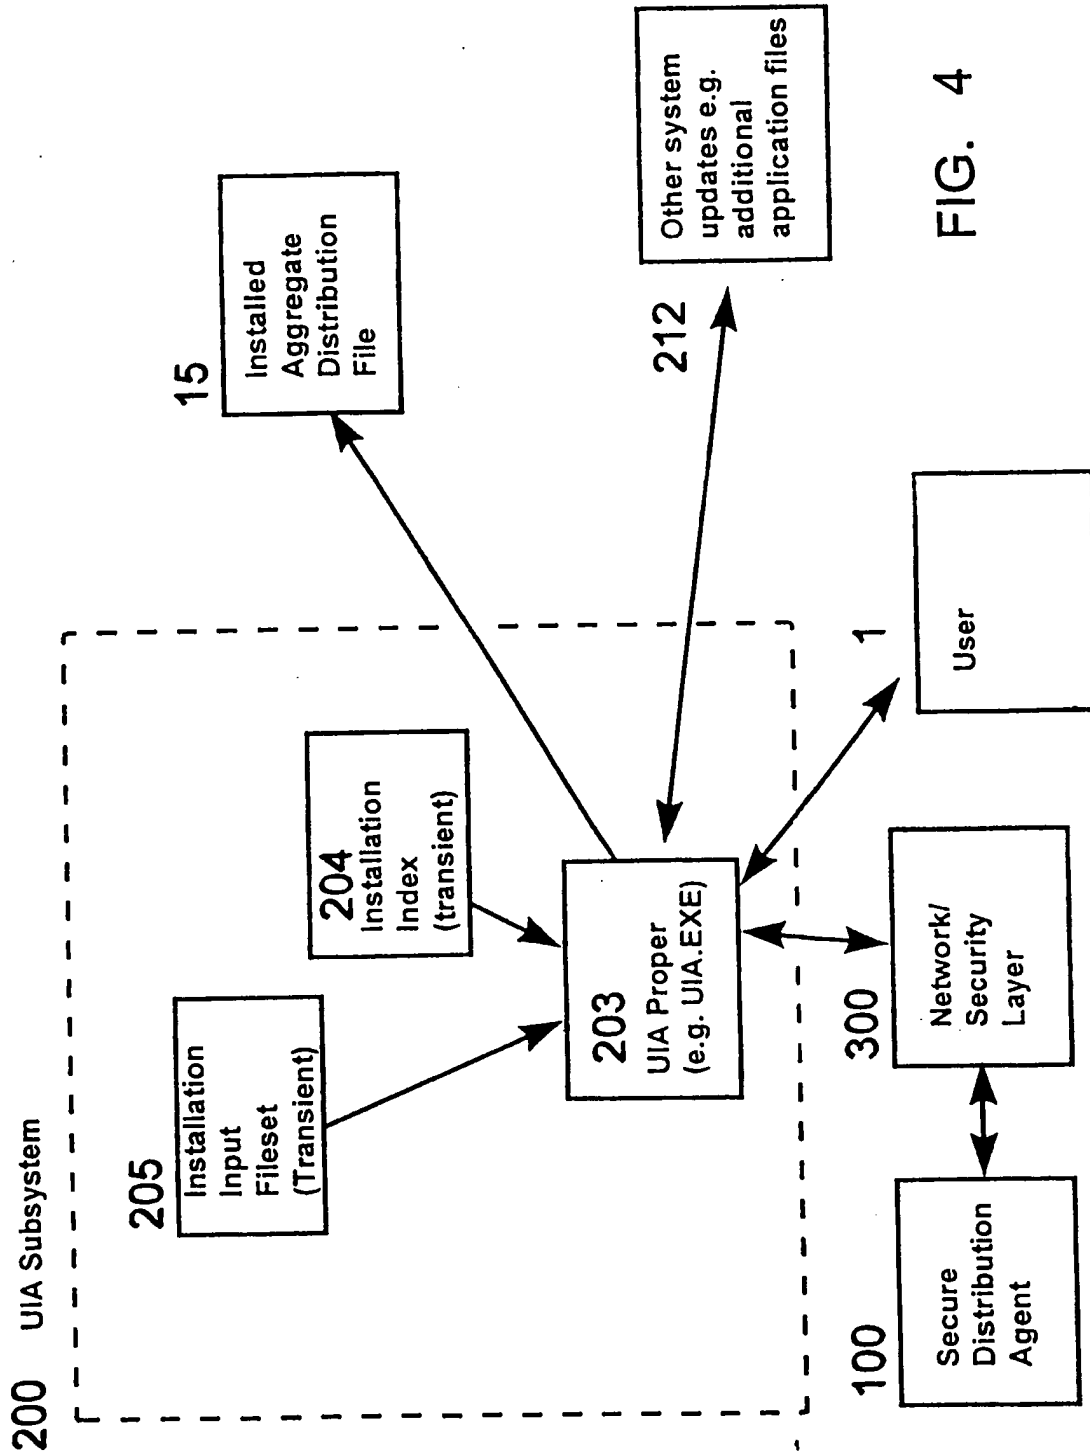 200 UIA Subsystem
205
Installation
Input
Fileset
(Transient)
204
Installation
Index
(transient)
15
Installed
Aggregate
Distribution
File
203
UIA Proper
(e.g. UIA.EXE)
212
Other system
updates e.g.
additional
application files
100
Secure
Distribution
Agent
300
Network/
Security
Layer
1
User
FIG. 4